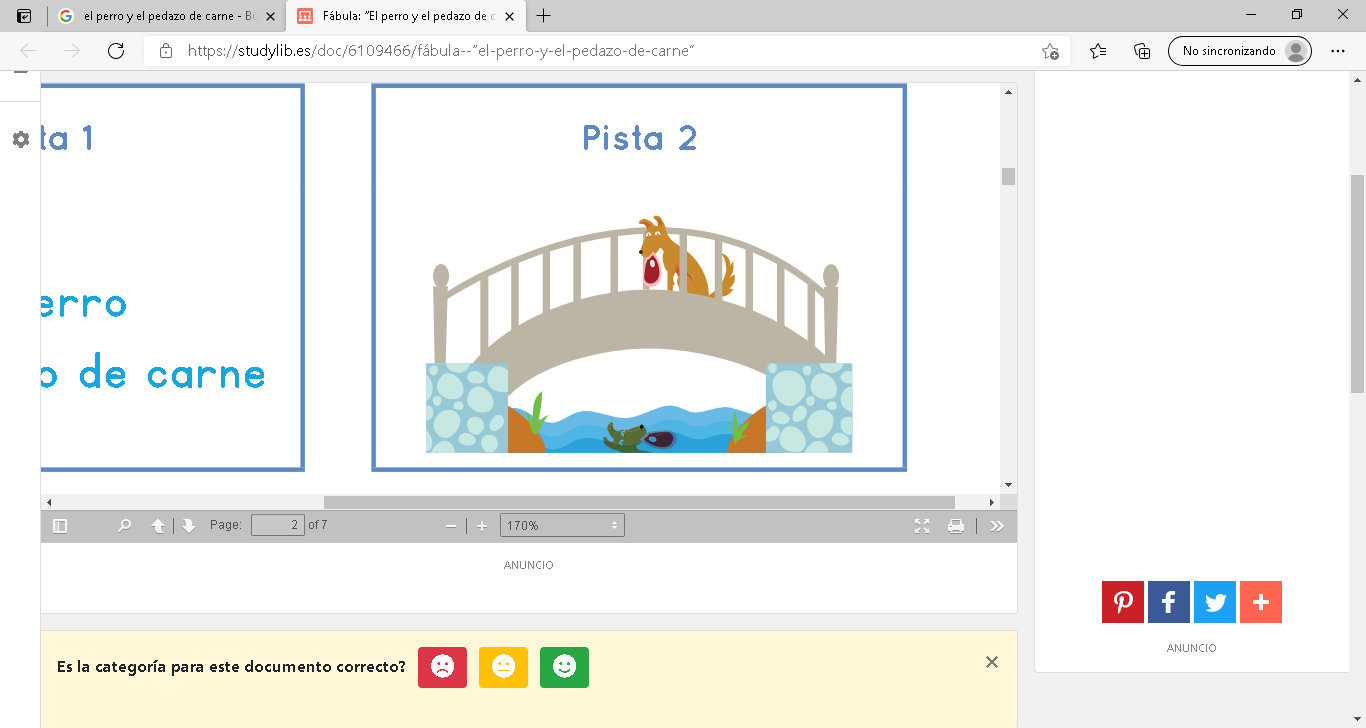 el perro y el pedazo de carne - Bú
Fábula: "El perro y el pedazo de c
https://studylib.es/doc/6109466/fábula--"el-perro-y-el-pedazo-de-carne"
No sincronizando
ta 1
erro
o de carne
Pista 2
Page: 2 of 7
170%
ANUNCIO
Es la categoría para este documento correcto?
ANUNCIO